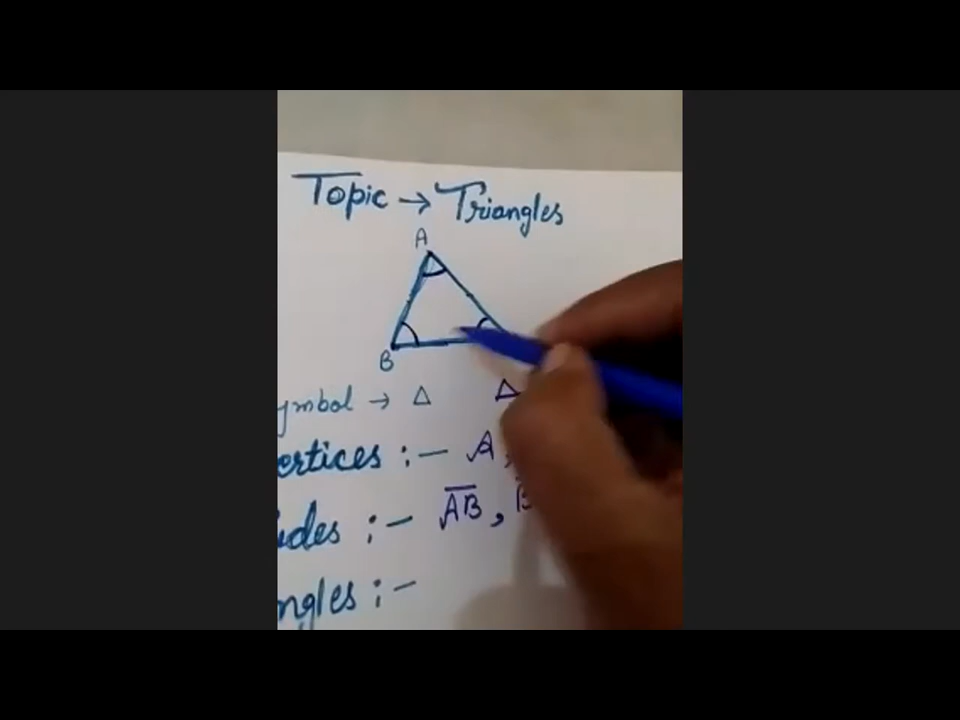 Topic → Triangles
A
B
ymbol → △ △
ertices :- A,
ides :- AB, B
ngles :-